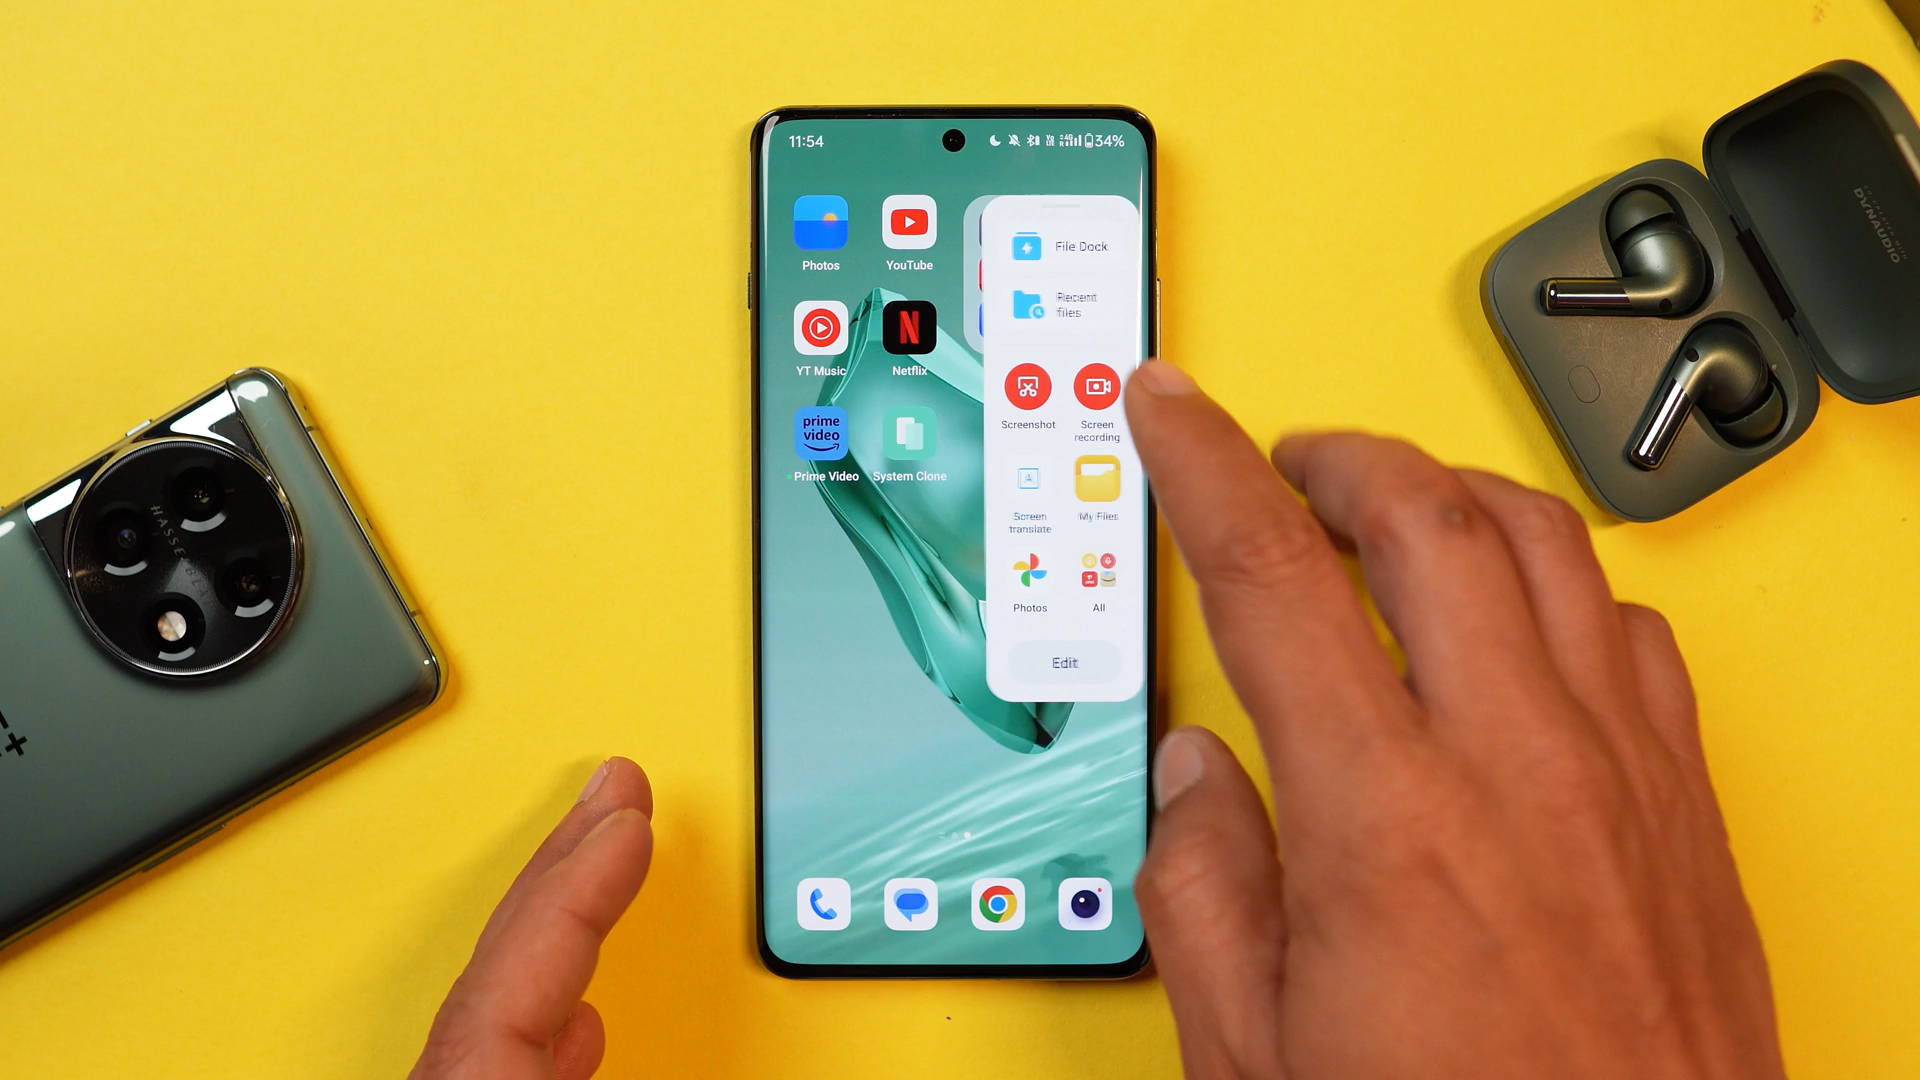 11:54
34%
Photos
YouTube
File Dock
Recent
files
YT Music
Netflix
Screenshot
Screen
recording
prime
video
Prime Video
System Clone
Screen
translate
My Files
Photos
All
Edit
HASSELBLAD
DYNAUDIO